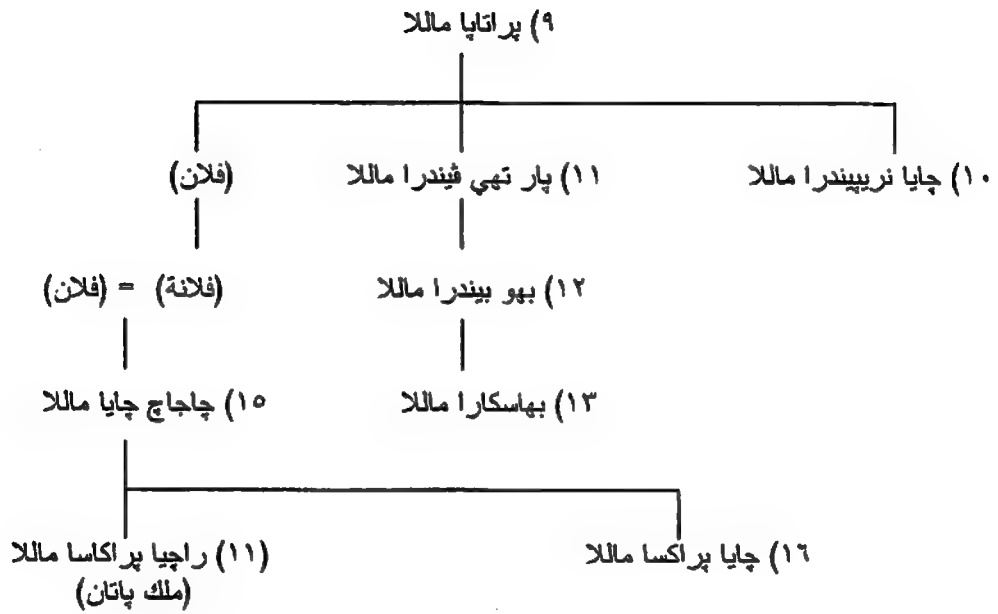 ٩) پراتاپا ماللا
١٠) چايا نريپيندرا ماللا
١١) پار تهي ڤيندرا ماللا
(فلان)
١٢) بهو بيندرا ماللا
(فلانة) = (فلان)
١٣) بهاسكارا ماللا
١٥) چاجاچ چايا ماللا
١٦) چايا پراكسا ماللا
(١١) راچيا پراكاسا ماللا
(ملك پاتان)